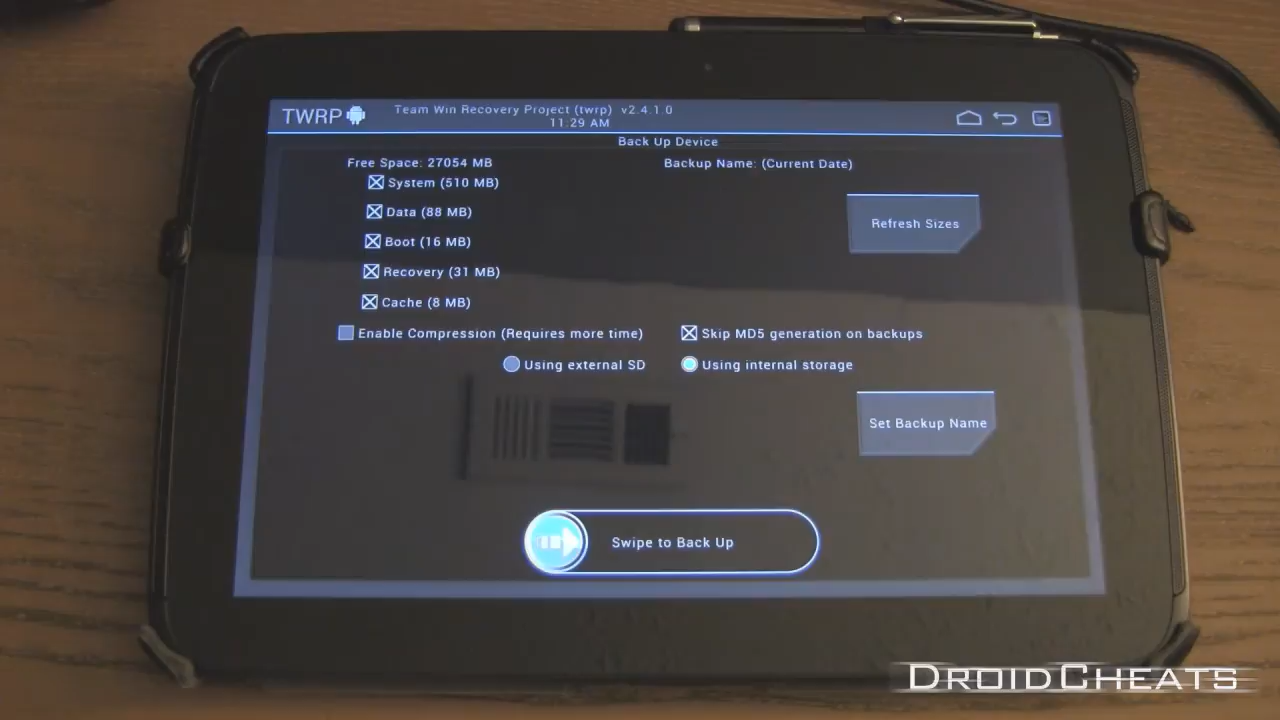 TWRP
Team Win Recovery Project (twrp) v2.4.1.0
11:29 AM
Back Up Device
Free Space: 27054 MB
Backup Name: (Current Date)
System (510 MB)
Data (88 MB)
Refresh Sizes
Boot (16 MB)
Recovery (31 MB)
Cache (8 MB)
Enable Compression (Requires more time)
Skip MD5 generation on backups
Using external SD
Using internal storage
Set Backup Name
Swipe to Back Up
DROIDCHEATS